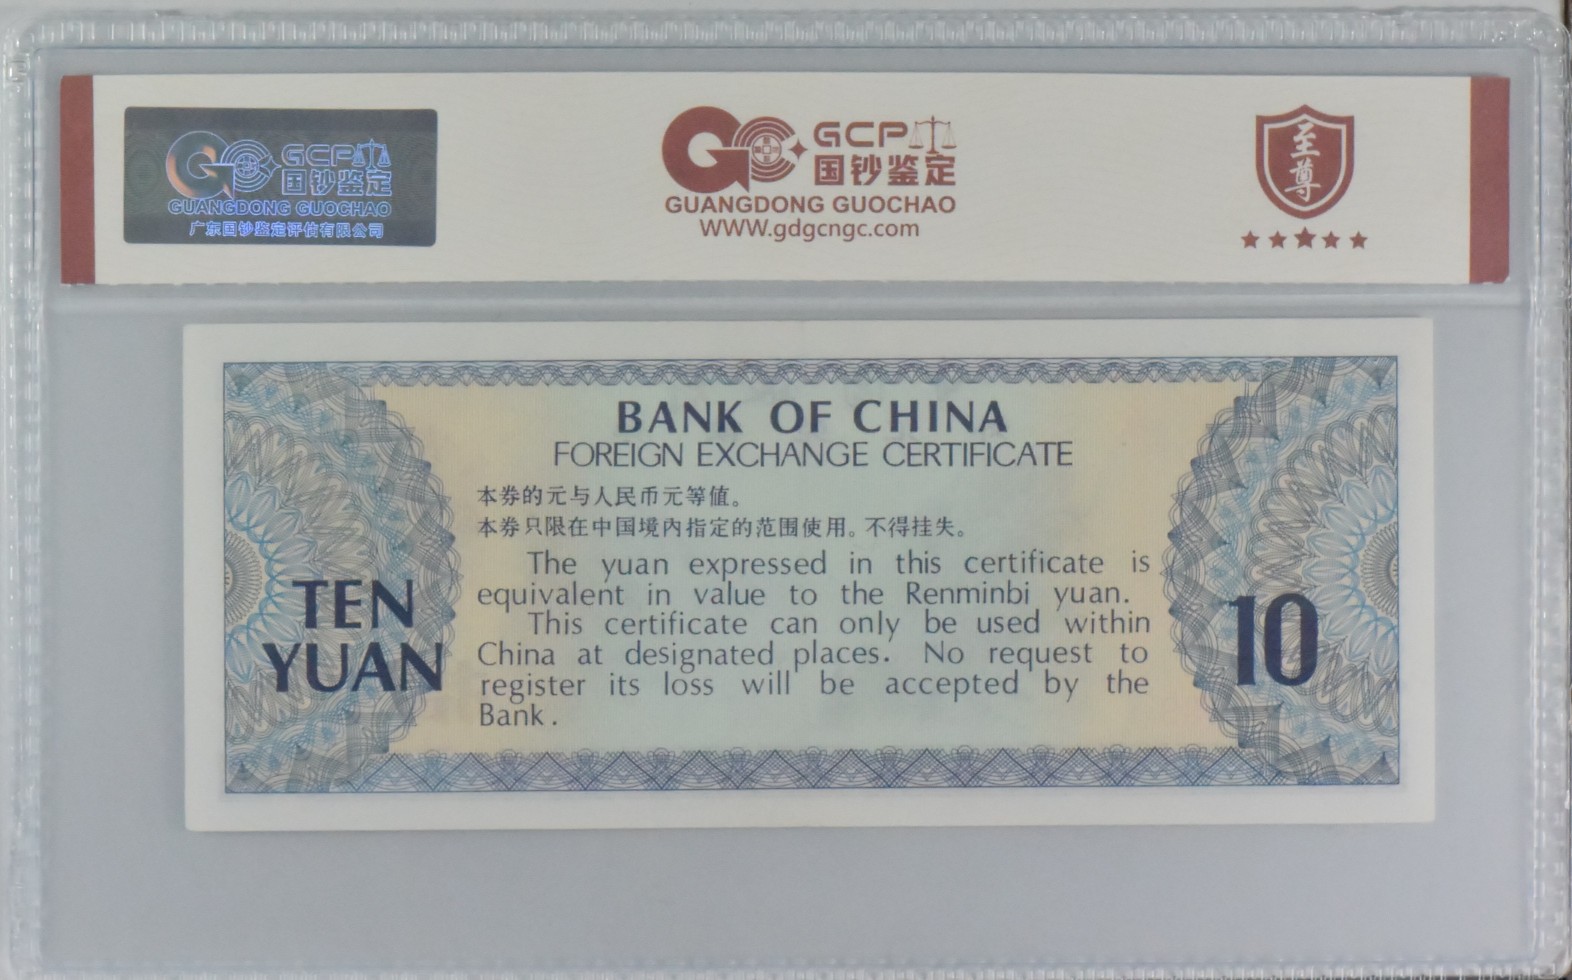 GCP
国钞鉴定
GUANGDONG GUOCHAO
广东国钞鉴定评估有限公司
GCP
国钞鉴定
GUANGDONG GUOCHAO
WWW.gdgcngc.com
至尊
BANK OF CHINA
FOREIGN EXCHANGE CERTIFICATE
本券的元与人民币元等值。
本券只限在中国境内指定的范围使用。不得挂失。
The yuan expressed in this certificate is
equivalent in value to the Renminbi yuan.
This certificate can only be used within
China at designated places. No request to
register its loss will be accepted by the
Bank.
TEN
YUAN
10